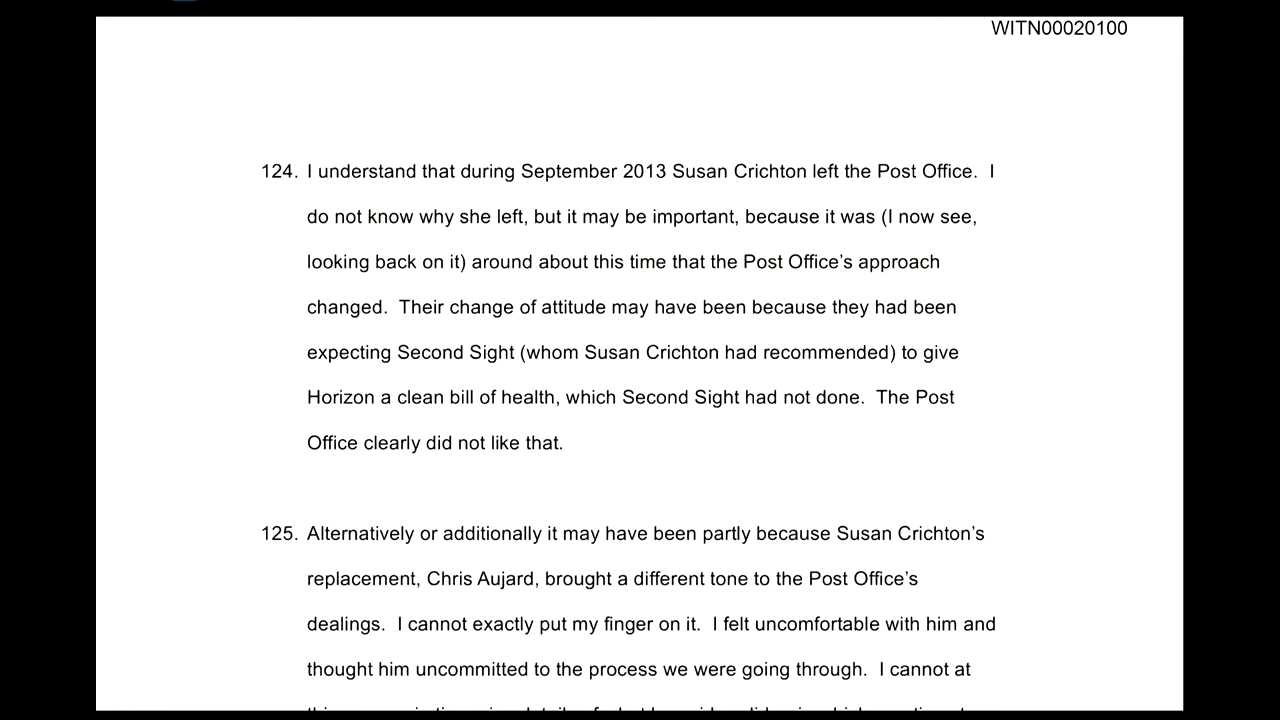 WITN00020100
124. I understand that during September 2013 Susan Crichton left the Post Office.  I
do not know why she left, but it may be important, because it was (I now see,
looking back on it) around about this time that the Post Office’s approach
changed.  Their change of attitude may have been because they had been
expecting Second Sight (whom Susan Crichton had recommended) to give
Horizon a clean bill of health, which Second Sight had not done.  The Post
Office clearly did not like that.
125. Alternatively or additionally it may have been partly because Susan Crichton’s
replacement, Chris Aujard, brought a different tone to the Post Office’s
dealings.  I cannot exactly put my finger on it.  I felt uncomfortable with him and
thought him uncommitted to the process we were going through.  I cannot at